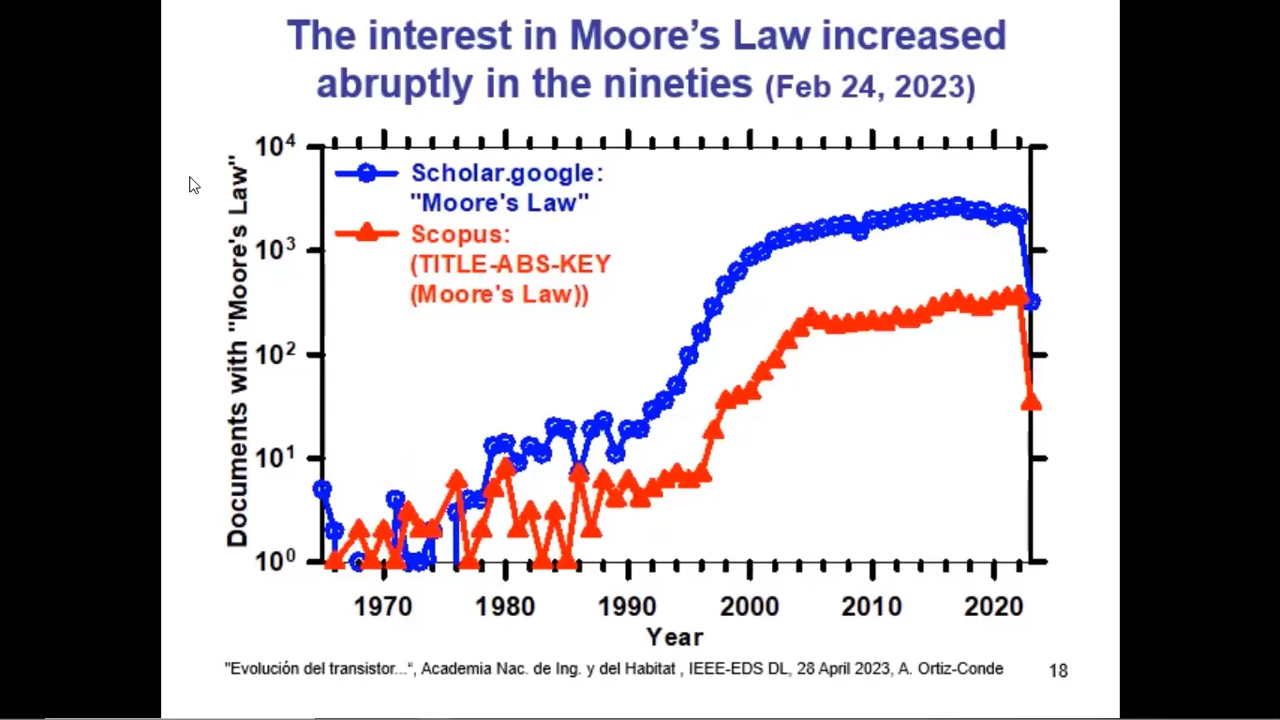 The interest in Moore’s Law increased
abruptly in the nineties (Feb 24, 2023)
Documents with "Moore's Law"
10⁴
10³
10²
10¹
10⁰
Scholar.google:
"Moore's Law"
Scopus:
(TITLE-ABS-KEY
(Moore's Law))
1970 1980 1990 2000 2010 2020
Year
"Evolución del transistor...“, Academia Nac. de Ing. y del Habitat , IEEE-EDS DL, 28 April 2023, A. Ortiz-Conde
18